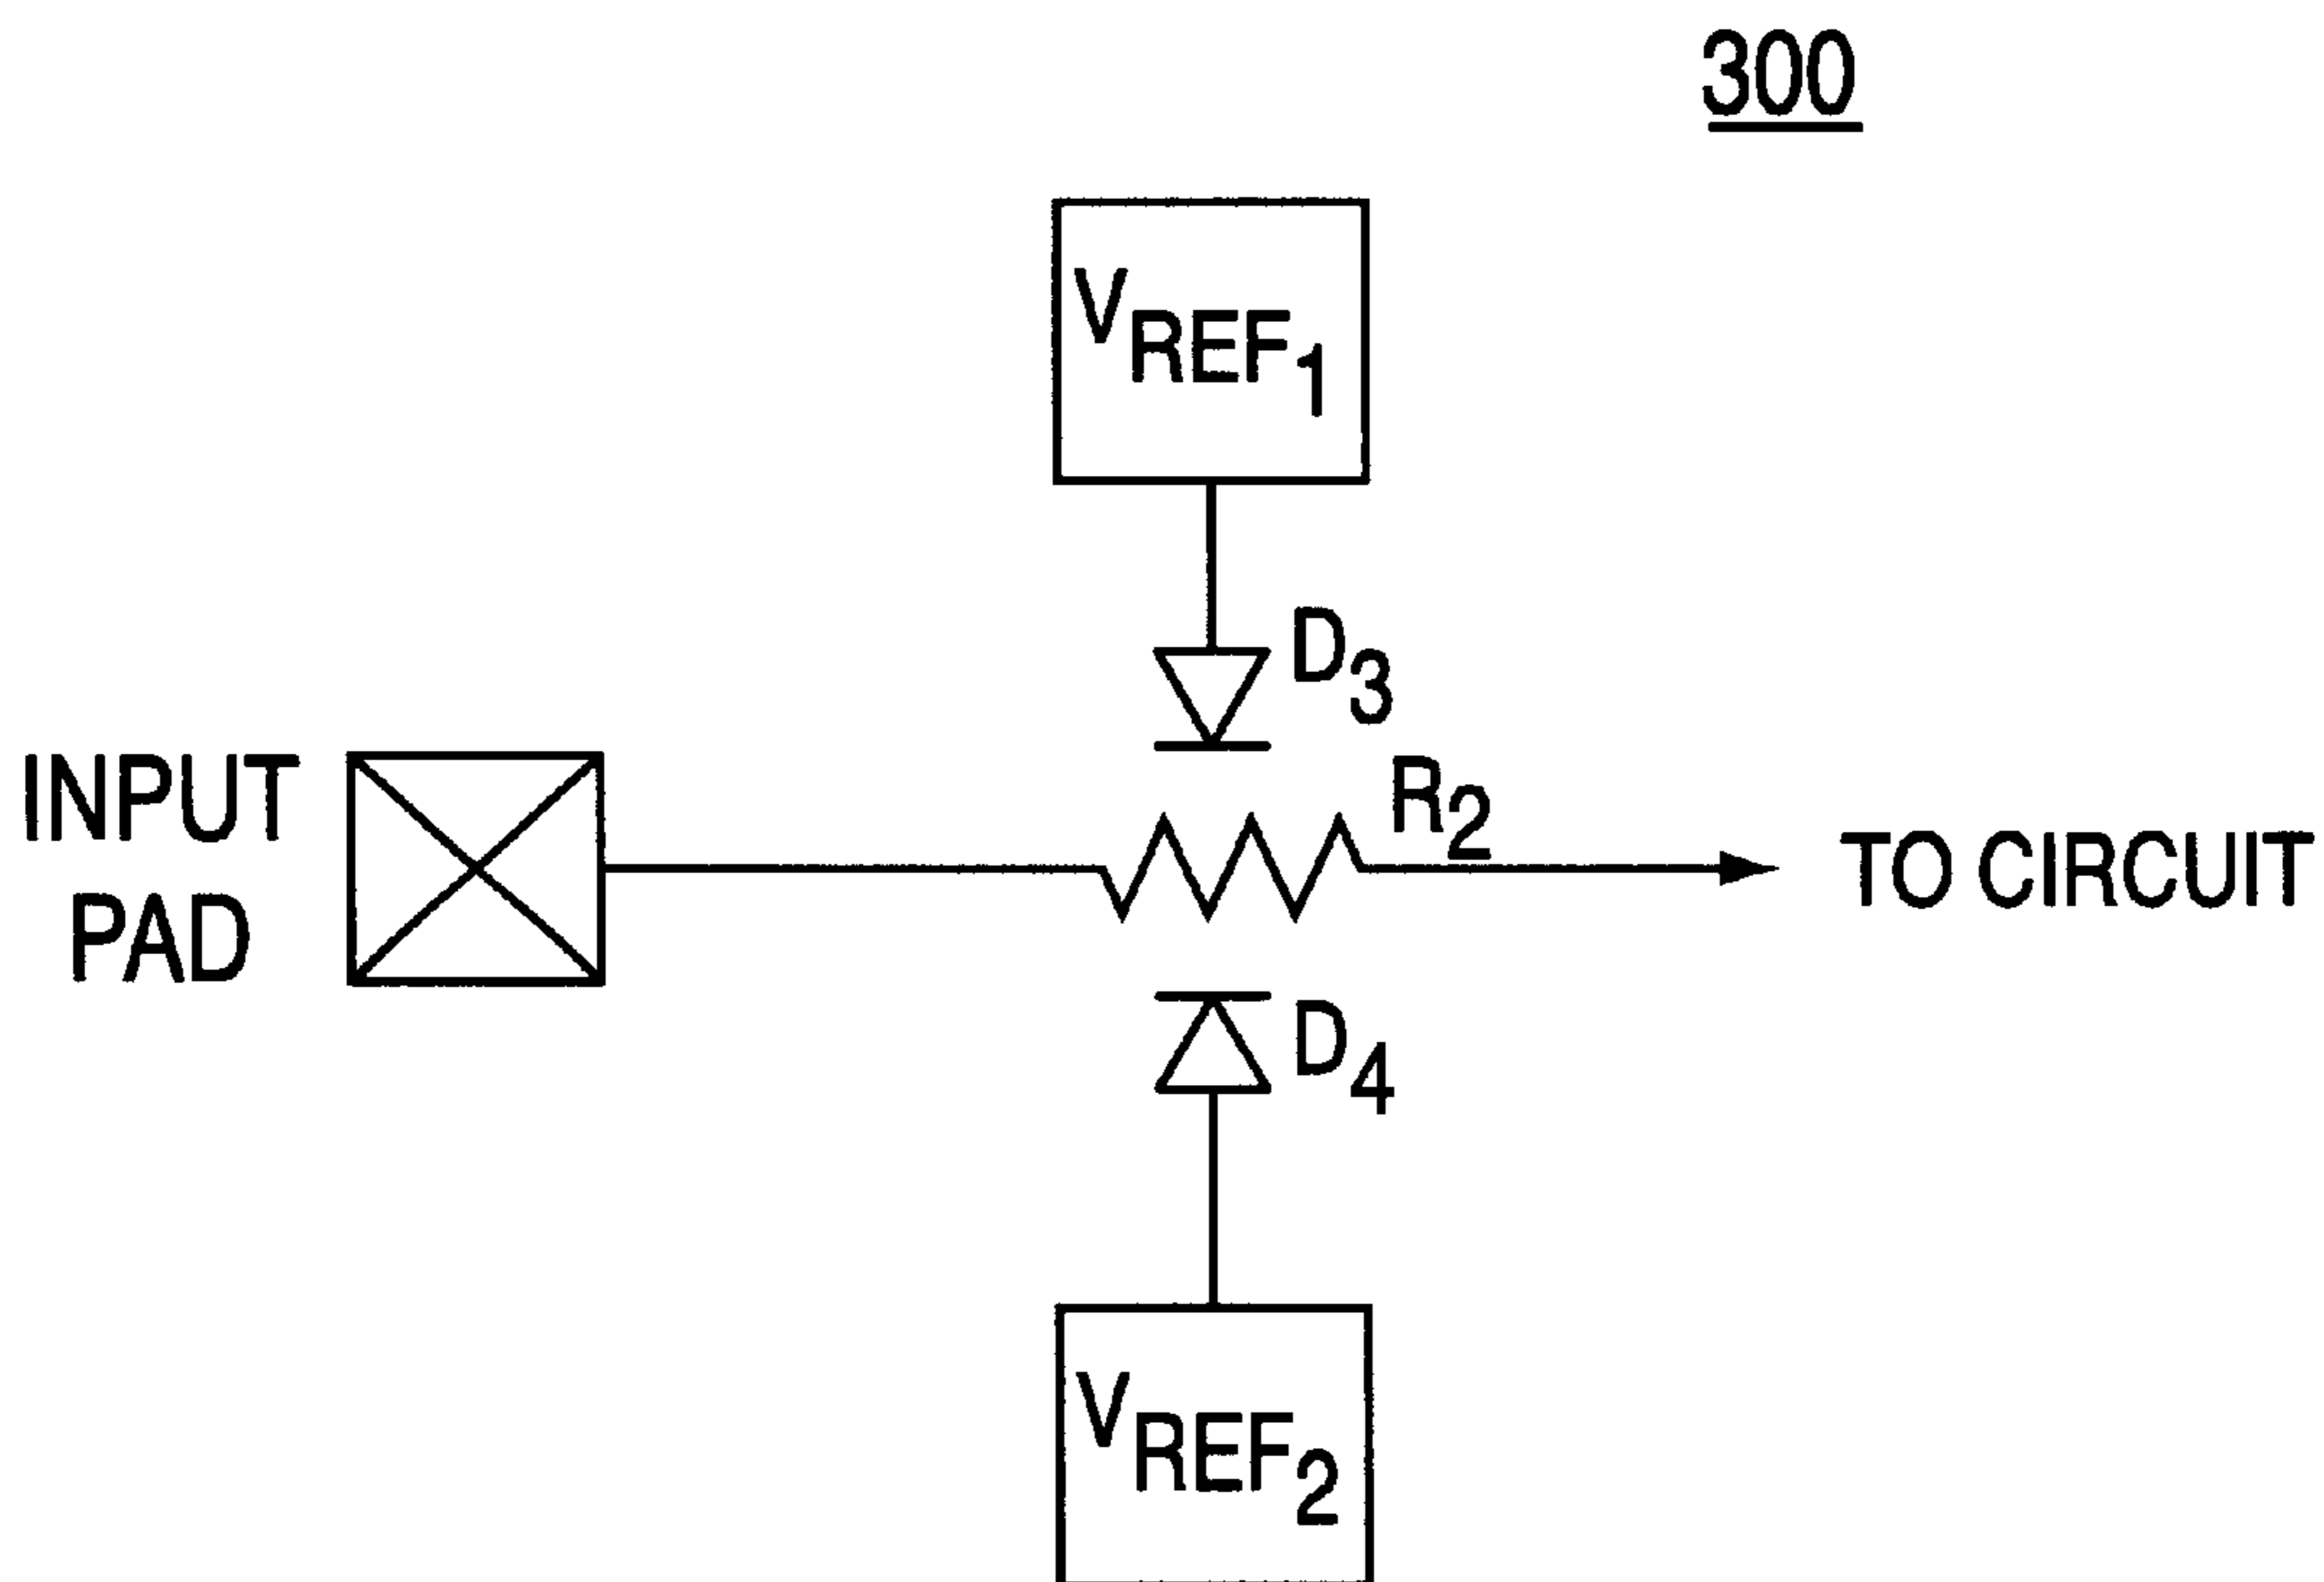 300
VREF1
D3
R2
INPUT
PAD
TO CIRCUIT
D4
VREF2